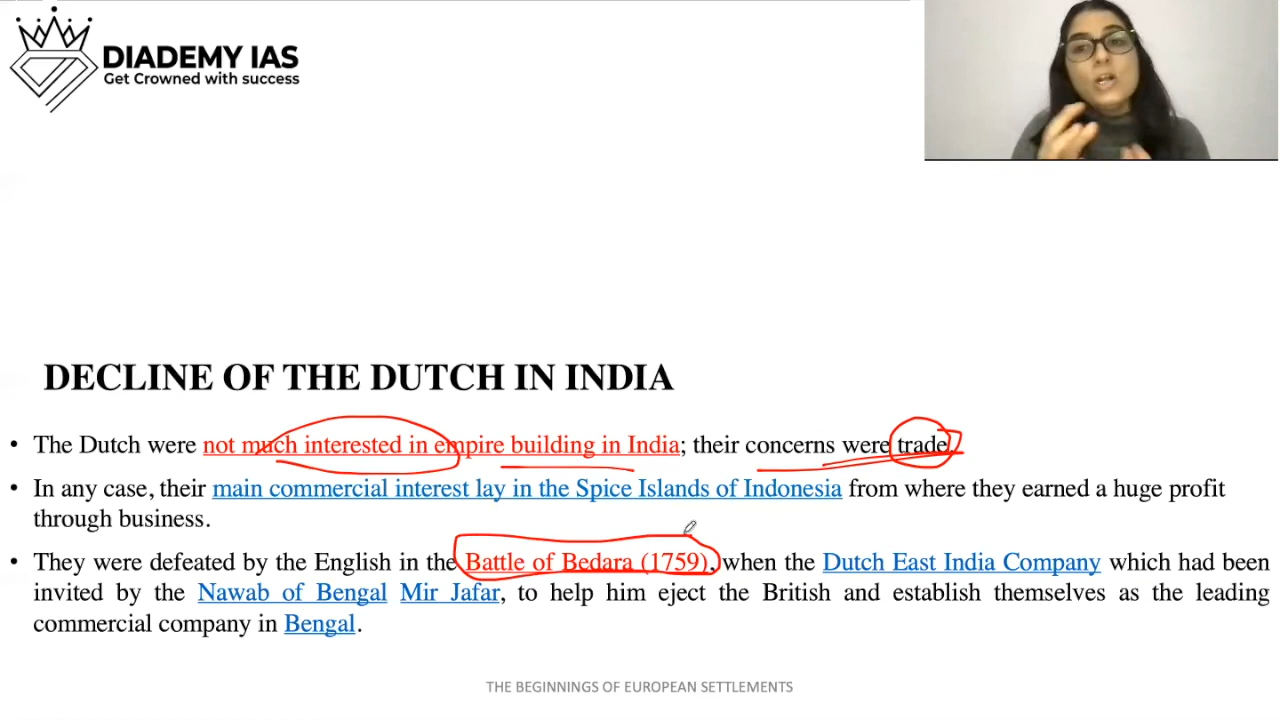 DIADEMY IAS
Get Crowned with success
DECLINE OF THE DUTCH IN INDIA
• The Dutch were not much interested in empire building in India; their concerns were trade.
• In any case, their main commercial interest lay in the Spice Islands of Indonesia from where they earned a huge profit
through business.
• They were defeated by the English in the Battle of Bedara (1759), when the Dutch East India Company which had been
invited by the Nawab of Bengal Mir Jafar, to help him eject the British and establish themselves as the leading
commercial company in Bengal.
THE BEGINNINGS OF EUROPEAN SETTLEMENTS